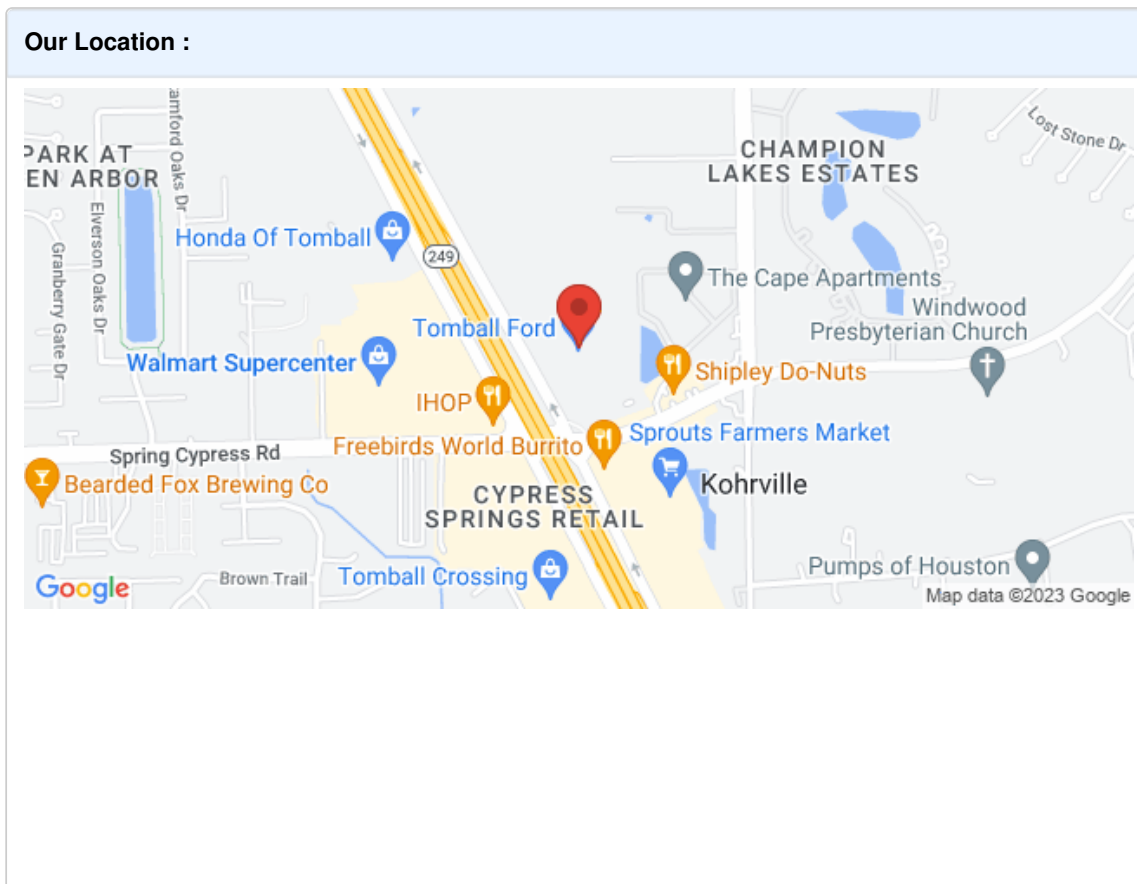 Our Location :
PARK AT
EN ARBOR
amford Oaks Dr
Elverson Oaks Dr
Granberry Gate Dr
Honda Of Tomball
249
CHAMPION
LAKES ESTATES
Lost Stone Dr
The Cape Apartments
Windwood
Presbyterian Church
Tomball Ford
Walmart Supercenter
Shipley Do-Nuts
IHOP
Freebirds World Burrito
Sprouts Farmers Market
Spring Cypress Rd
Bearded Fox Brewing Co
Kohrville
CYPRESS
SPRINGS RETAIL
Brown Trail
Tomball Crossing
Pumps of Houston
Google
Map data ©2023 Google